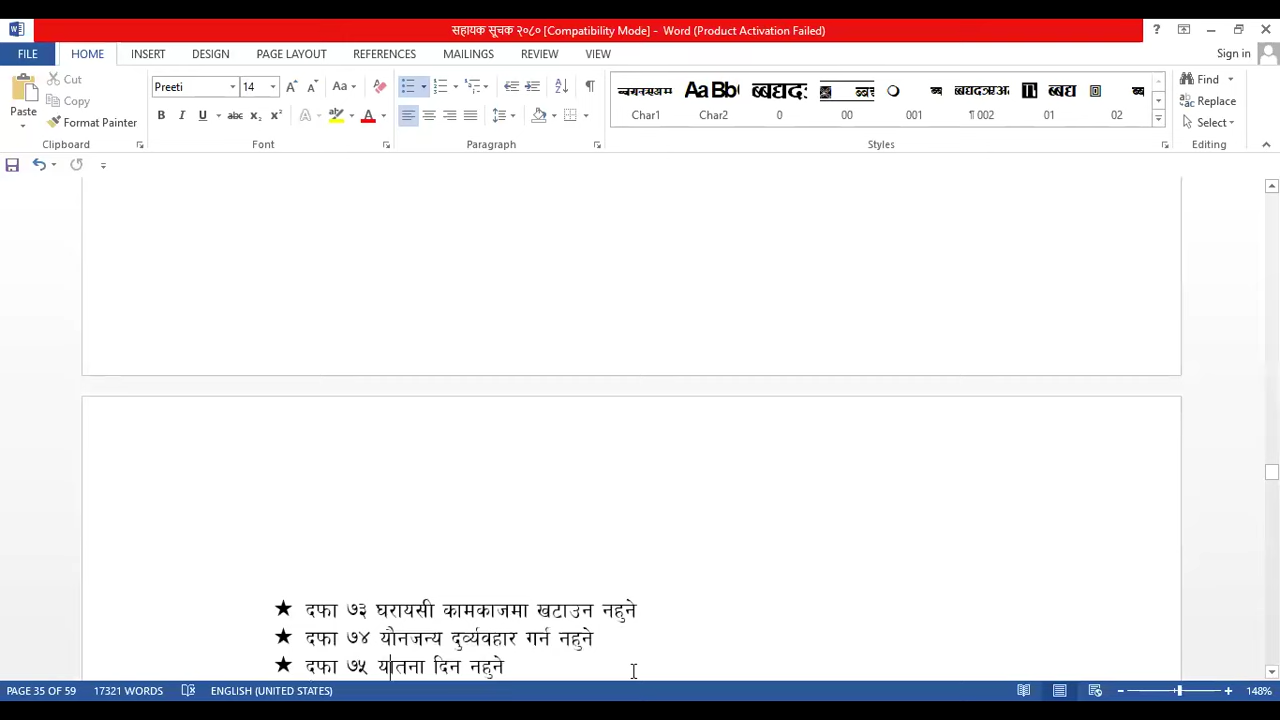 सहायक सूचक २०८० [Compatibility Mode] - Word (Product Activation Failed)
Sign in
FILE HOME INSERT DESIGN PAGE LAYOUT REFERENCES MAILINGS REVIEW VIEW
Cut
Copy
Paste
Format Painter
Clipboard
Preeti 14
Font
Paragraph
AaBb
Char1 Char2 0 00 001 ¶ 002 00 01 02
Styles
Find
Replace
Select
Editing
★ दफा ७३ घरायसी कामकाजमा खटाउन नहुने
★ दफा ७४ यौनजन्य दुर्व्यवहार गर्न नहुने
★ दफा ७५ यातना दिन नहुने
PAGE 35 OF 59 17321 WORDS ENGLISH (UNITED STATES) 148%